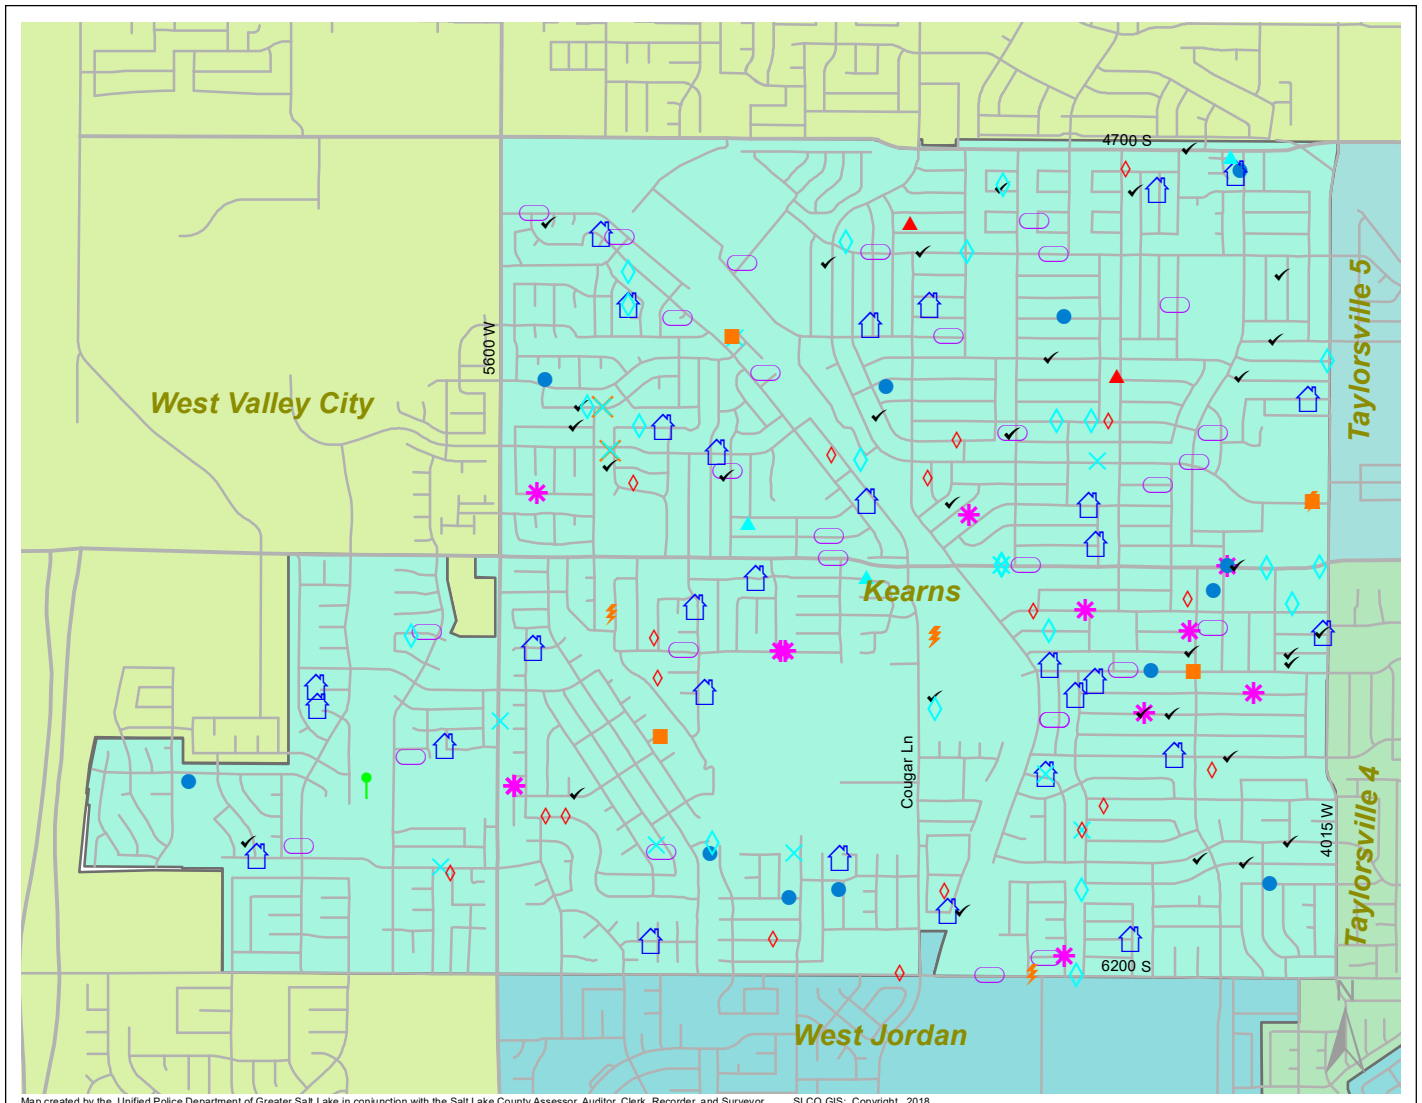 4700 S
5600 W
Taylorsville 5
West Valley City
Kearns
Cougar Ln
4015 W
Taylorsville 4
6200 S
N
West Jordan
Map created by the Unified Police Department of Greater Salt Lake in conjunction with the Salt Lake County Assessor, Auditor, Clerk, Recorder, and Surveyor. SLCO GIS: Copyright, 2018